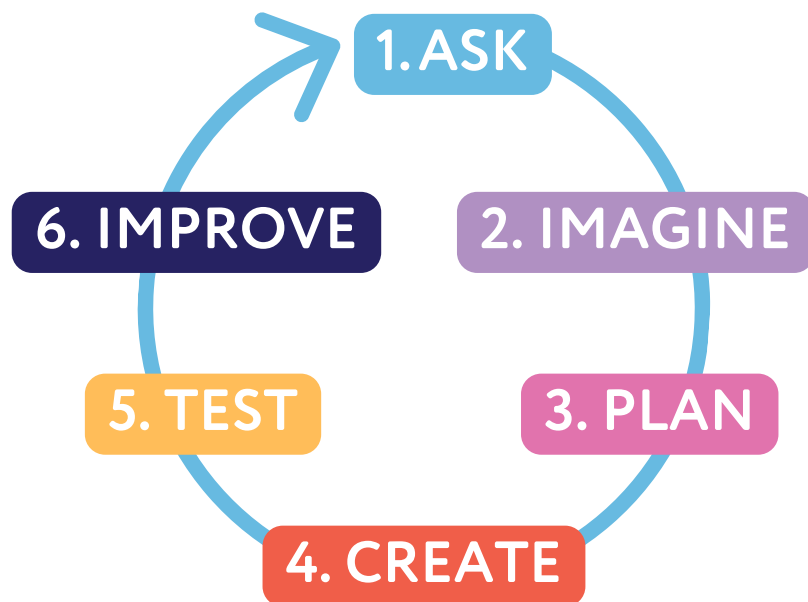 1. ASK
2. IMAGINE
3. PLAN
4. CREATE
5. TEST
6. IMPROVE